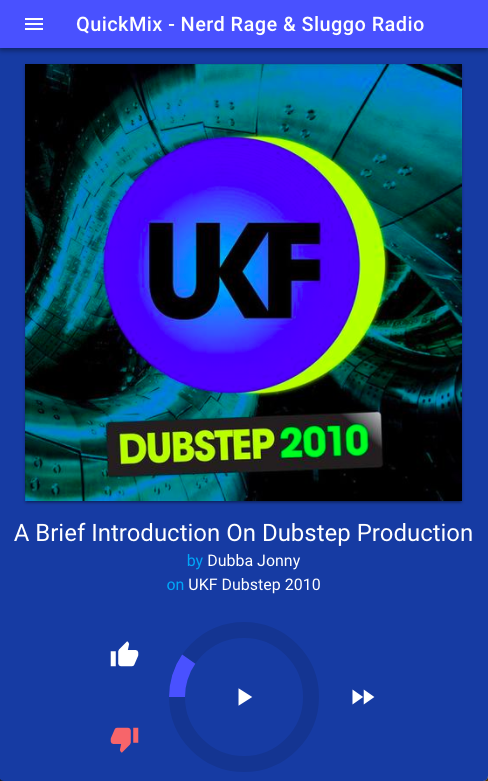 QuickMix - Nerd Rage & Sluggo Radio
UKF
DUBSTEP 2010
A Brief Introduction On Dubstep Production
by Dubba Jonny
on UKF Dubstep 2010